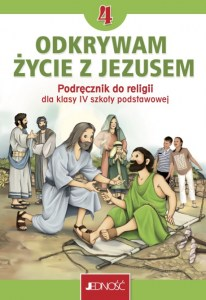 4
ODKRYWAM
ŻYCIE Z JEZUSEM
Podręcznik do religii
dla klasy IV szkoły podstawowej
JEDNOŚĆ